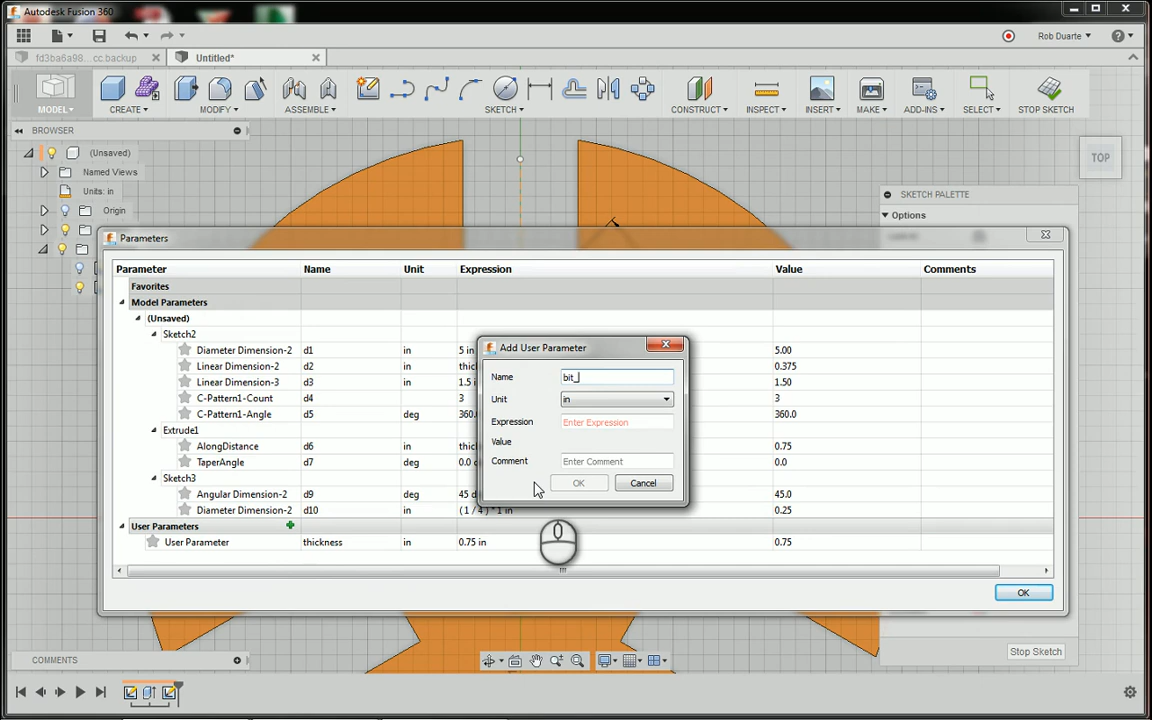 Autodesk Fusion 360
Rob Duarte
fd3ba6a98... cc.backup
Untitled*
MODEL
CREATE
MODIFY
ASSEMBLE
SKETCH
CONSTRUCT
INSPECT
INSERT
MAKE
ADD-INS
SELECT
STOP SKETCH
BROWSER
(Unsaved)
Named Views
Units: in
Origin
TOP
SKETCH PALETTE
Options
Parameters
Parameter Name Unit Expression Value Comments
Favorites
Model Parameters
(Unsaved)
Sketch2
Diameter Dimension-2 d1 in 5 in 5.00
Linear Dimension-2 d2 in 0.375
Linear Dimension-3 d3 in 1.5 i 1.50
C-Pattern1-Count d4 in 3 3
C-Pattern1-Angle d5 deg 360. 360.0
Extrude1
AlongDistance d6 in 0.75
TaperAngle d7 deg 0.0 0.0
Sketch3
Angular Dimension-2 d9 deg 45 d 45.0
Diameter Dimension-2 d10 in (1 / 4) * 1 in 0.25
User Parameters
User Parameter thickness in 0.75 in 0.75
OK
Add User Parameter
Name bit_
Unit in
Expression Enter Expression
Value
Comment Enter Comment
OK Cancel
Stop Sketch
COMMENTS